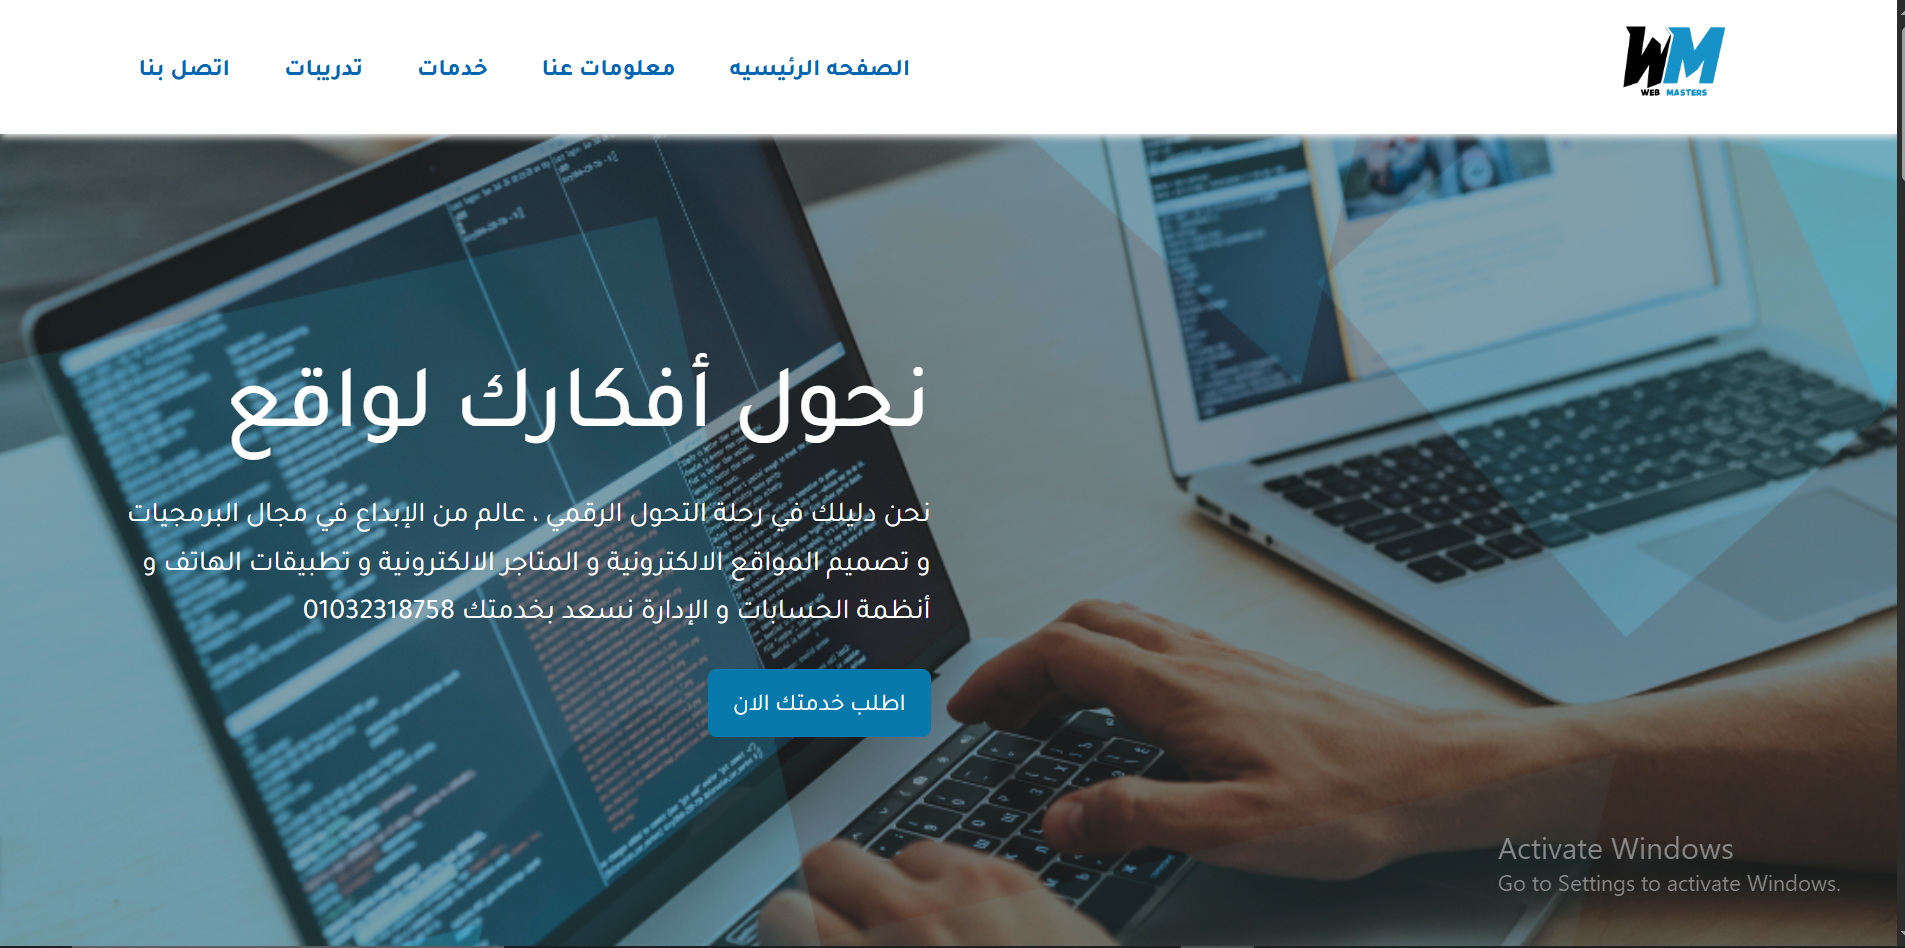 WM
WEB MASTERS
الصفحه الرئيسيه
معلومات عنا
خدمات
تدريبات
اتصل بنا
نحول أفكارك لواقع
نحن دليلك في رحلة التحول الرقمي ، عالم من الإبداع في مجال البرمجيات
و تصميم المواقع الالكترونية و المتاجر الالكترونية و تطبيقات الهاتف و
أنظمة الحسابات و الإدارة نسعد بخدمتك 01032318758
اطلب خدمتك الان
Activate Windows
Go to Settings to activate Windows.